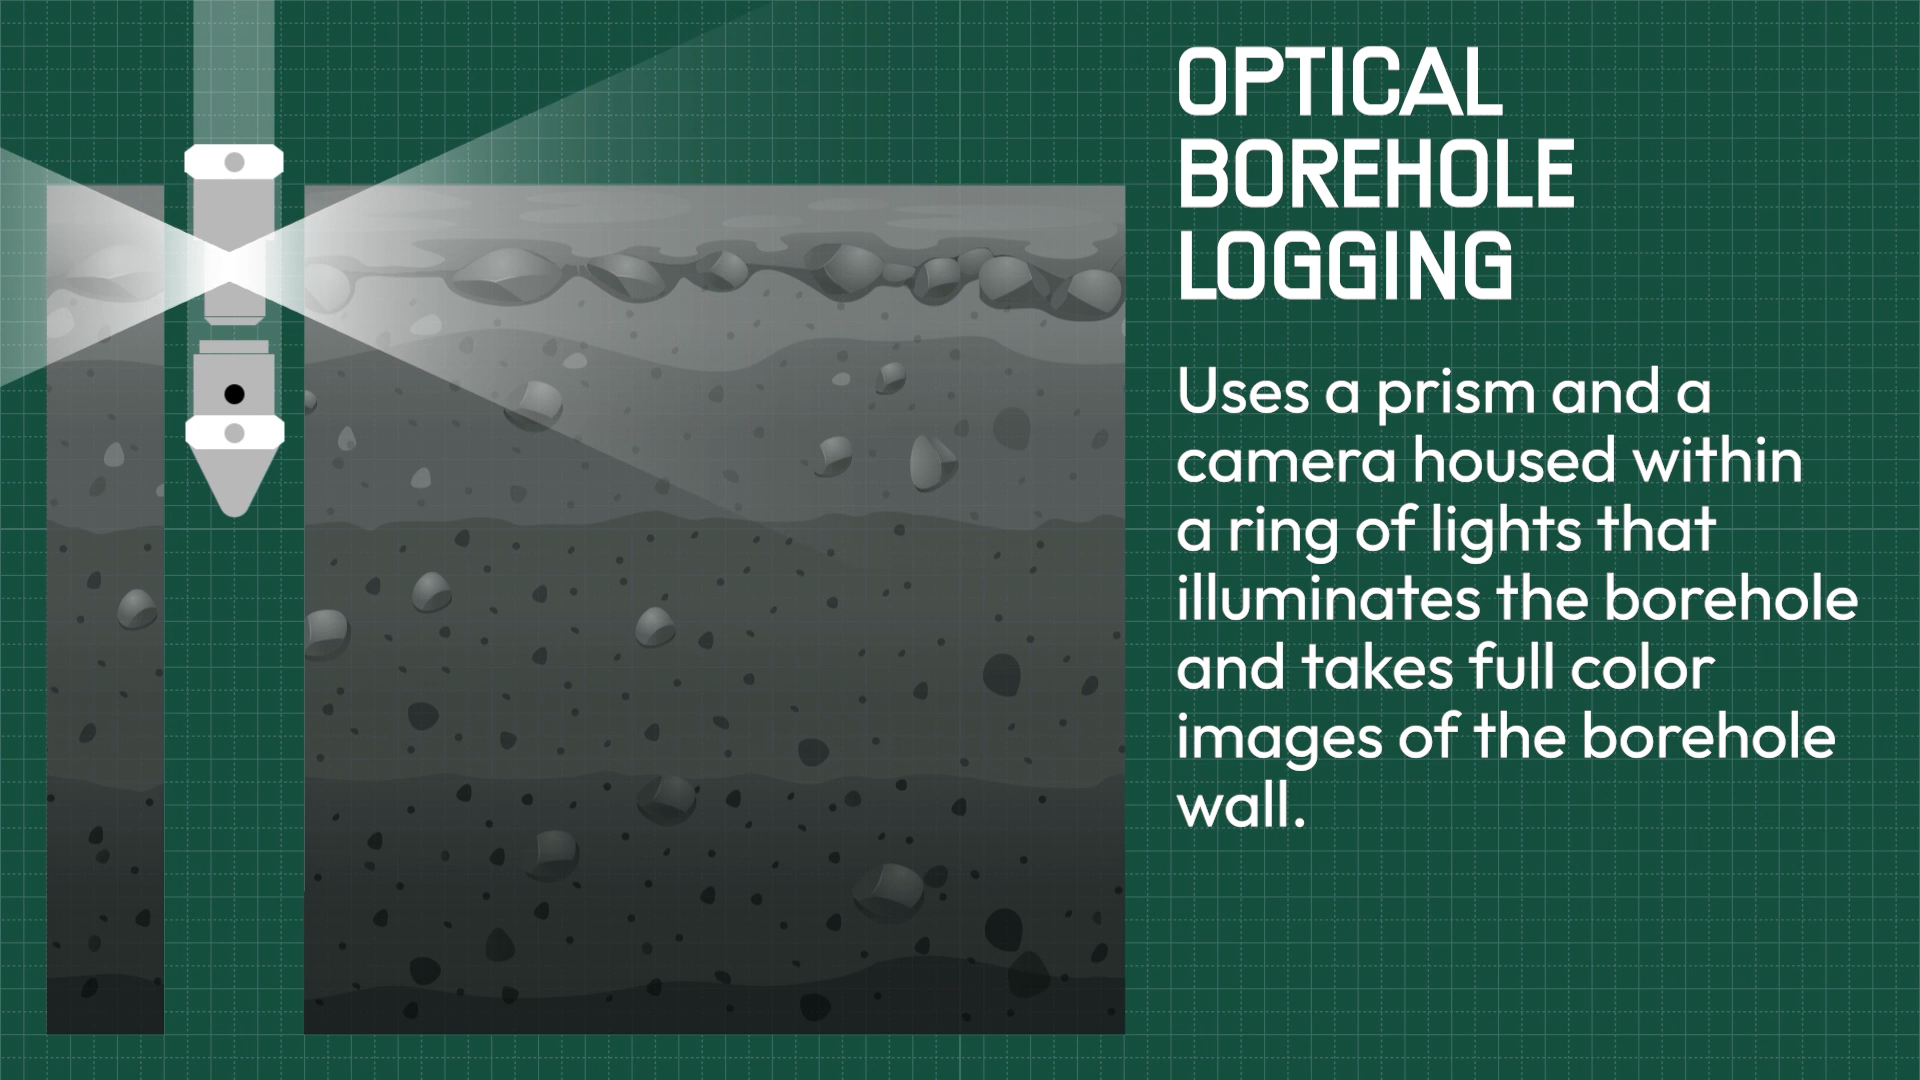 OPTICAL
BOREHOLE
LOGGING
Uses a prism and a
camera housed within
a ring of lights that
illuminates the borehole
and takes full color
images of the borehole
wall.